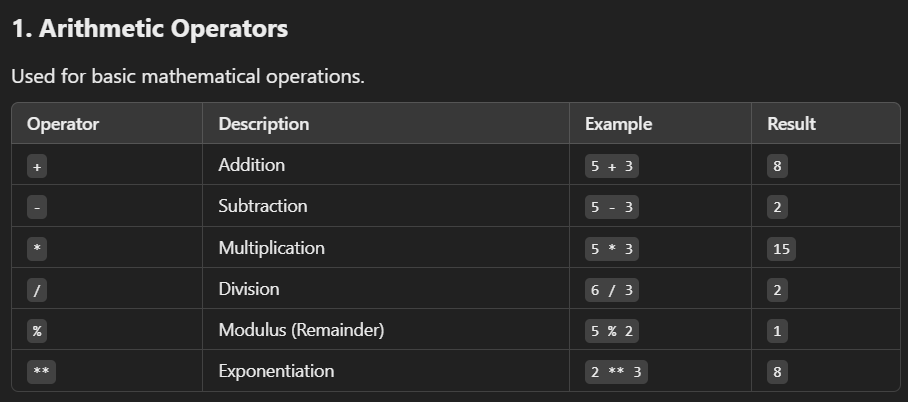 1. Arithmetic Operators
Used for basic mathematical operations.
Operator Description Example Result
+ Addition 5 + 3 8
- Subtraction 5 - 3 2
* Multiplication 5 * 3 15
/ Division 6 / 3 2
% Modulus (Remainder) 5 % 2 1
** Exponentiation 2 ** 3 8